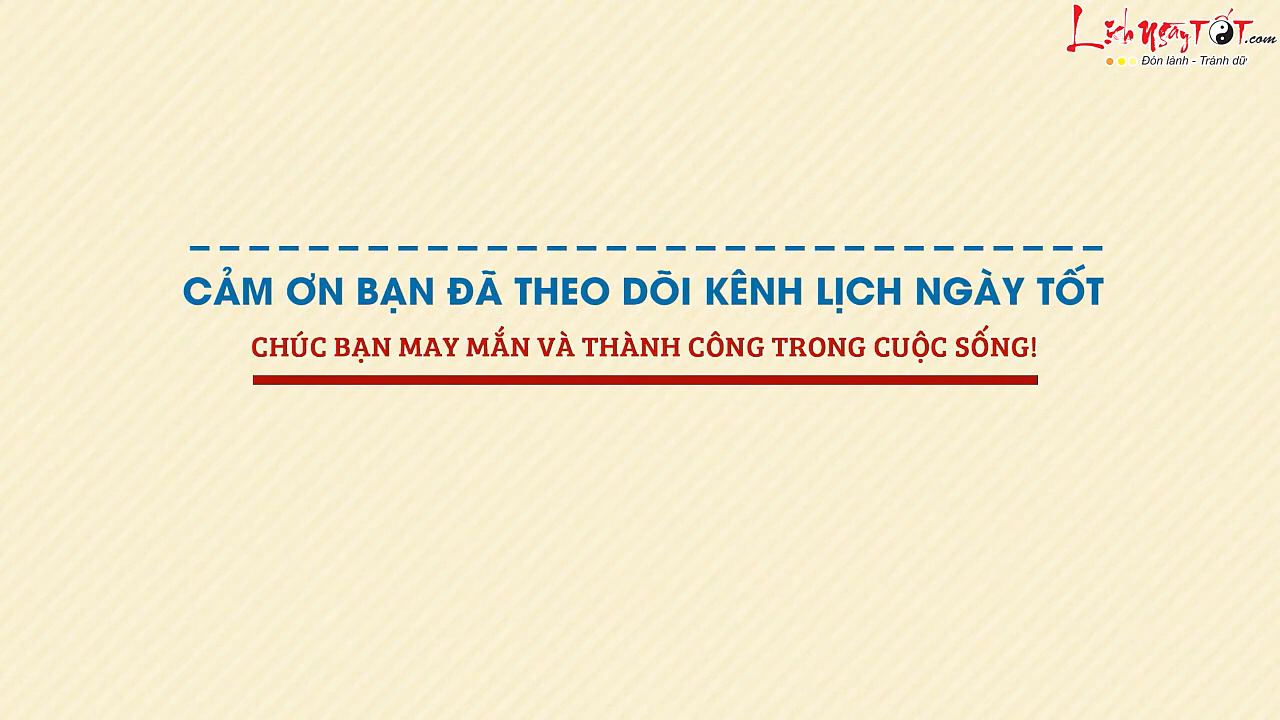 LịchNgàyTỐT.com
Đón lành - Tránh dữ
CẢM ƠN BẠN ĐÃ THEO DÕI KÊNH LỊCH NGÀY TỐT
CHÚC BẠN MAY MẮN VÀ THÀNH CÔNG TRONG CUỘC SỐNG!